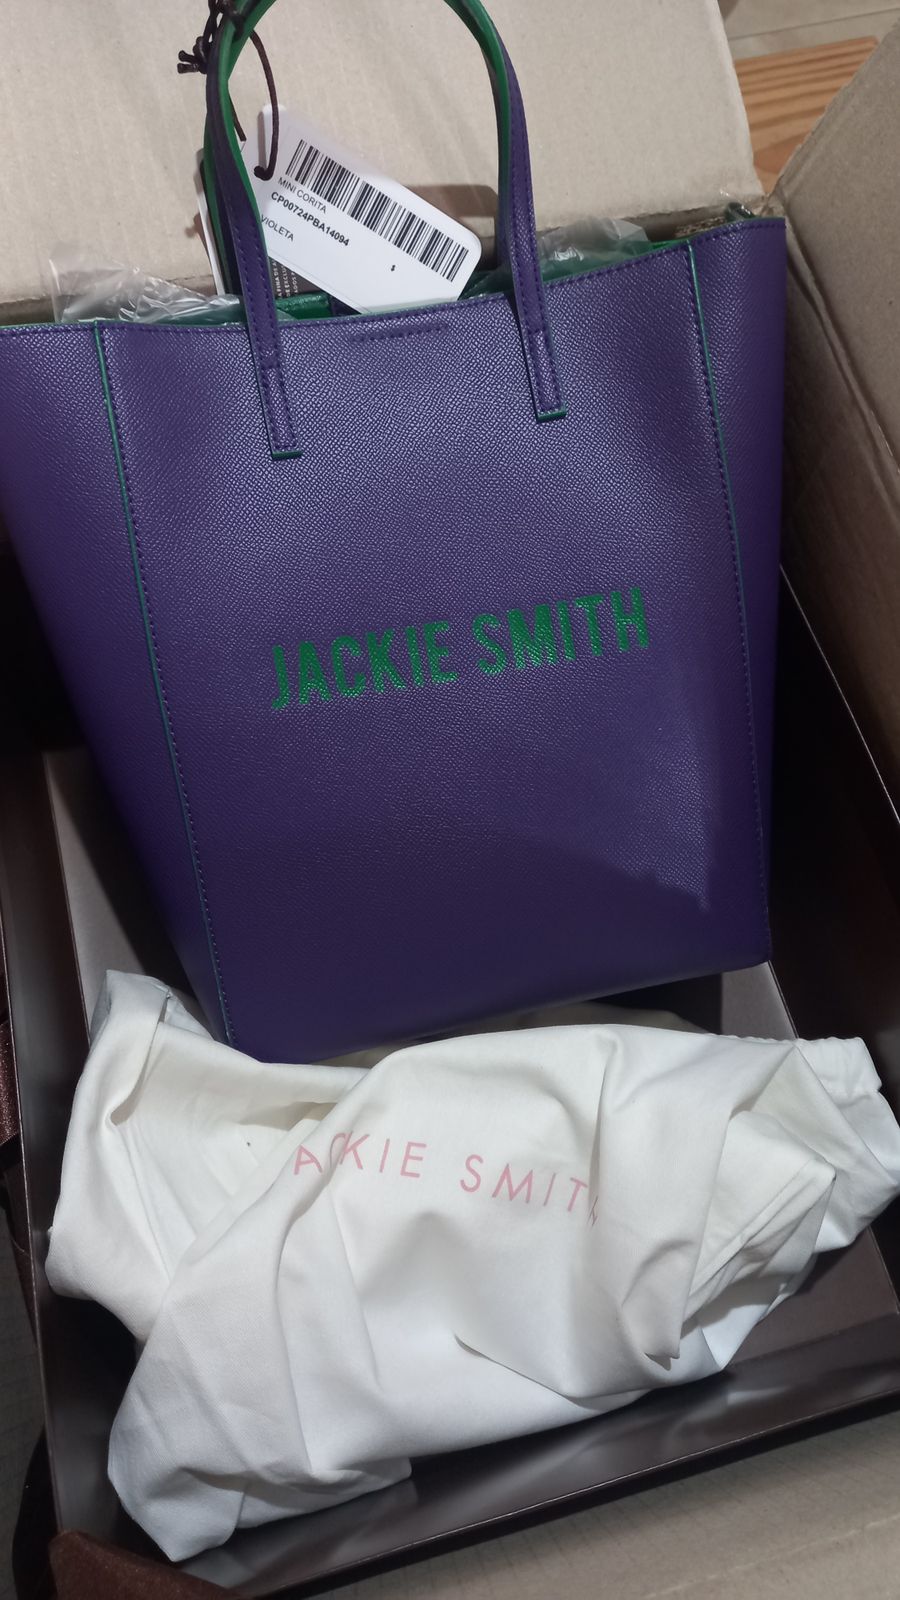 MINI CORITA
CP00724PBA14094
VIOLETA
$
JACKIE SMITH
ACKIE SMITH